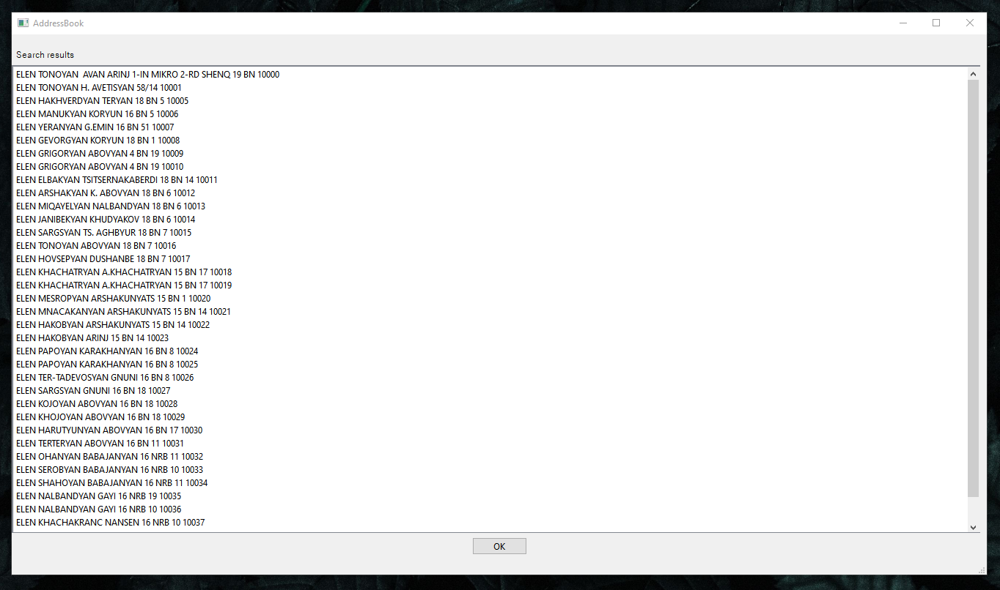 AddressBook
Search results
ELEN TONOYAN  AVAN ARINJ 1-IN MIKRO 2-RD SHENQ 19 BN 10000
ELEN TONOYAN H. AVETISYAN 58/14 10001
ELEN HAKHVERDYAN TERYAN 18 BN 5 10005
ELEN MANUKYAN KORYUN 16 BN 5 10006
ELEN YERANYAN G.EMIN 16 BN 51 10007
ELEN GEVORGYAN KORYUN 18 BN 1 10008
ELEN GRIGORYAN ABOVYAN 4 BN 19 10009
ELEN GRIGORYAN ABOVYAN 4 BN 19 10010
ELEN ELBAKYAN TSITSERNAKABERDI 18 BN 14 10011
ELEN ARSHAKYAN K. ABOVYAN 18 BN 6 10012
ELEN MIQAYELYAN NALBANDYAN 18 BN 6 10013
ELEN JANIBEKYAN KHUDYAKOV 18 BN 6 10014
ELEN SARGSYAN TS. AGHBYUR 18 BN 7 10015
ELEN TONOYAN ABOVYAN 18 BN 7 10016
ELEN HOVSEPYAN DUSHANBE 18 BN 7 10017
ELEN KHACHATRYAN A.KHACHATRYAN 15 BN 17 10018
ELEN KHACHATRYAN A.KHACHATRYAN 15 BN 17 10019
ELEN MESROPYAN ARSHAKUNYATS 15 BN 1 10020
ELEN MNACAKANYAN ARSHAKUNYATS 15 BN 14 10021
ELEN HAKOBYAN ARSHAKUNYATS 15 BN 14 10022
ELEN HAKOBYAN ARINJ 15 BN 14 10023
ELEN PAPOYAN KARAKHANYAN 16 BN 8 10024
ELEN PAPOYAN KARAKHANYAN 16 BN 8 10025
ELEN TER-TADEVOSYAN GNUNI 16 BN 8 10026
ELEN SARGSYAN GNUNI 16 BN 18 10027
ELEN KOJOYAN ABOVYAN 16 BN 18 10028
ELEN KHOJOYAN ABOVYAN 16 BN 18 10029
ELEN HARUTYUNYAN ABOVYAN 16 BN 17 10030
ELEN TERTERYAN ABOVYAN 16 BN 11 10031
ELEN OHANYAN BABAJANYAN 16 NRB 11 10032
ELEN SEROBYAN BABAJANYAN 16 NRB 10 10033
ELEN SHAHOYAN BABAJANYAN 16 NRB 11 10034
ELEN NALBANDYAN GAYI 16 NRB 19 10035
ELEN NALBANDYAN GAYI 16 NRB 10 10036
ELEN KHACHAKRANC NANSEN 16 NRB 10 10037
OK